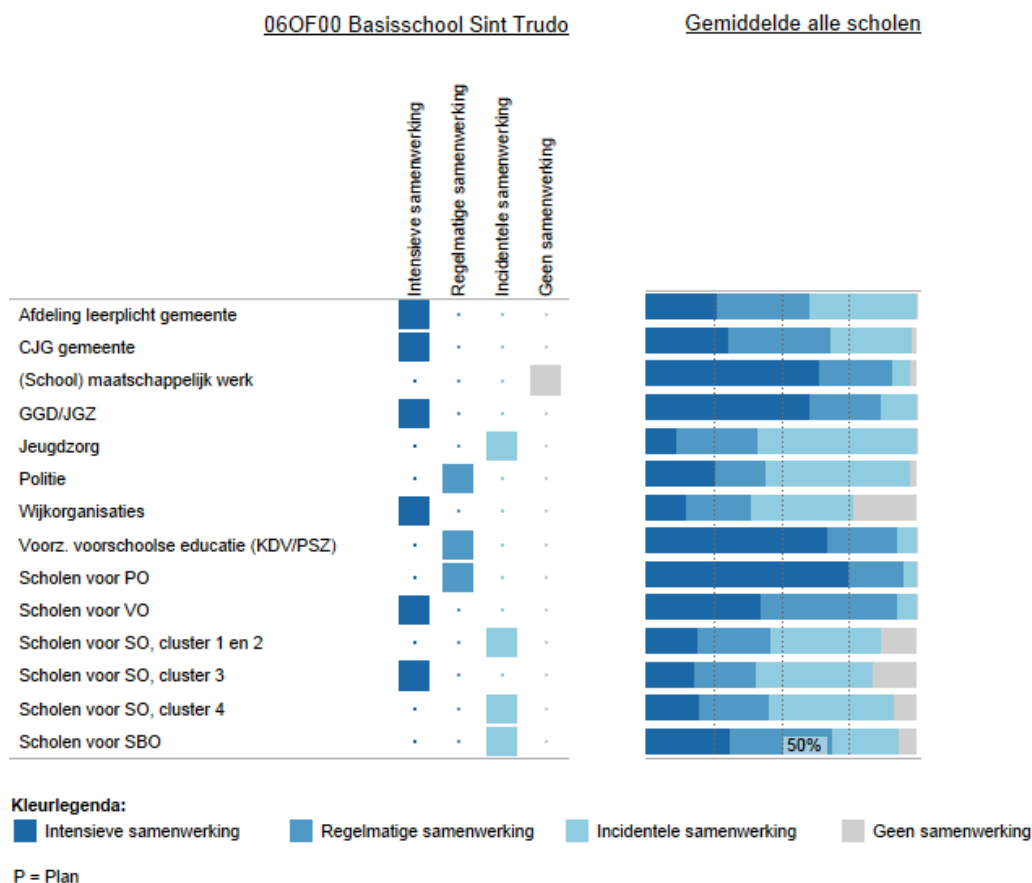 06OF00 Basisschool Sint Trudo
Gemiddelde alle scholen
Intensieve samenwerking
Regelmatige samenwerking
Incidentele samenwerking
Geen samenwerking
Afdeling leerplicht gemeente
CJG gemeente
(School) maatschappelijk werk
GGD/JGZ
Jeugdzorg
Politie
Wijkorganisaties
Voorz. voorschoolse educatie (KDV/PSZ)
Scholen voor PO
Scholen voor VO
Scholen voor SO, cluster 1 en 2
Scholen voor SO, cluster 3
Scholen voor SO, cluster 4
Scholen voor SBO
50%
Kleurlegenda:
Intensieve samenwerking
Regelmatige samenwerking
Incidentele samenwerking
Geen samenwerking
P = Plan